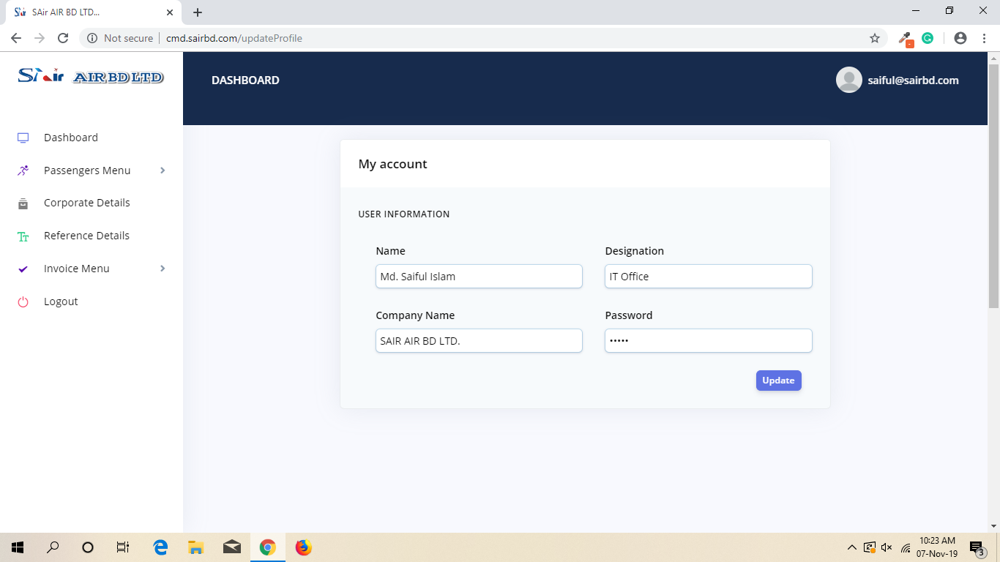 SAir AIR BD LTD...
Not secure cmd.sairbd.com/updateProfile
SAir AIR BD LTD
DASHBOARD
saiful@sairbd.com
Dashboard
Passengers Menu
Corporate Details
Reference Details
Invoice Menu
Logout
My account
USER INFORMATION
Name
Designation
Md. Saiful Islam
IT Office
Company Name
Password
SAIR AIR BD LTD.
•••••
Update
10:23 AM
07-Nov-19
3